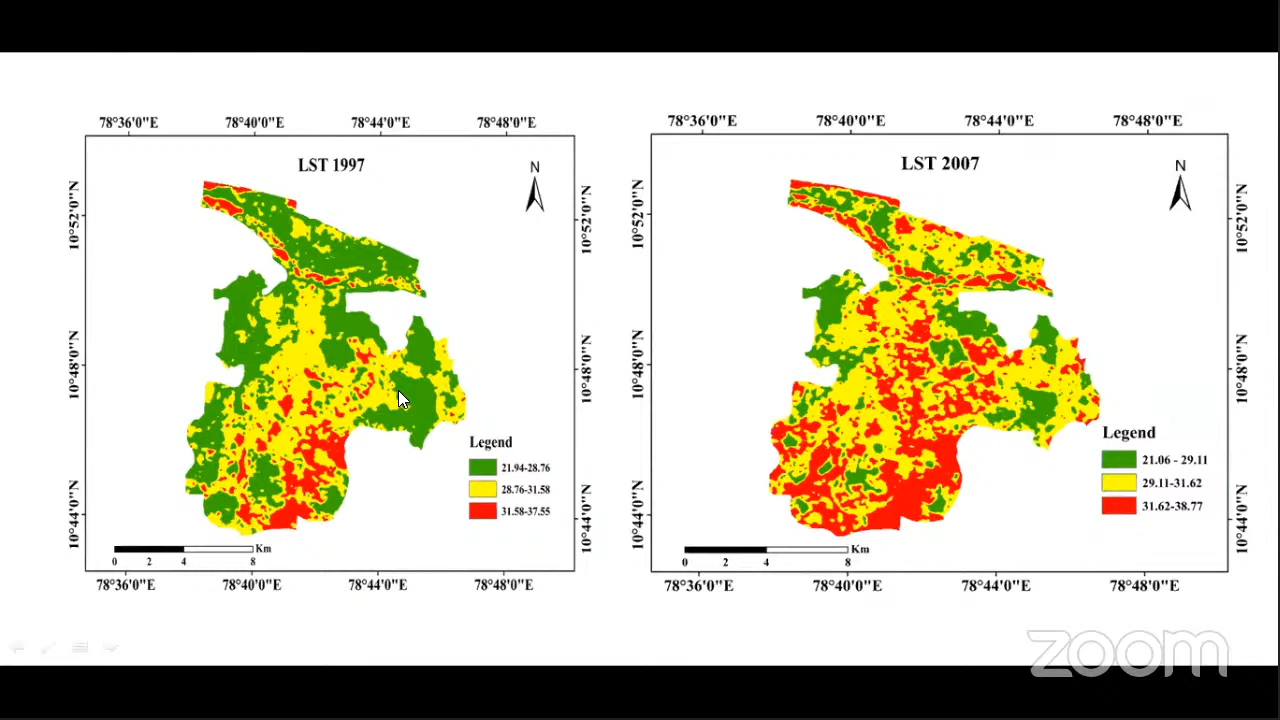 78°36'0"E 78°40'0"E 78°44'0"E 78°48'0"E
LST 1997
N
10°52'0"N
10°48'0"N
10°44'0"N
10°52'0"N
10°48'0"N
10°44'0"N
Legend
21.94-28.76
28.76-31.58
31.58-37.55
Km
0 2 4 8
78°36'0"E 78°40'0"E 78°44'0"E 78°48'0"E
78°36'0"E 78°40'0"E 78°44'0"E 78°48'0"E
LST 2007
N
10°52'0"N
10°48'0"N
10°44'0"N
10°52'0"N
10°48'0"N
10°44'0"N
Legend
21.06 - 29.11
29.11-31.62
31.62-38.77
Km
0 2 4 8
78°36'0"E 78°40'0"E 78°44'0"E 78°48'0"E
zoom